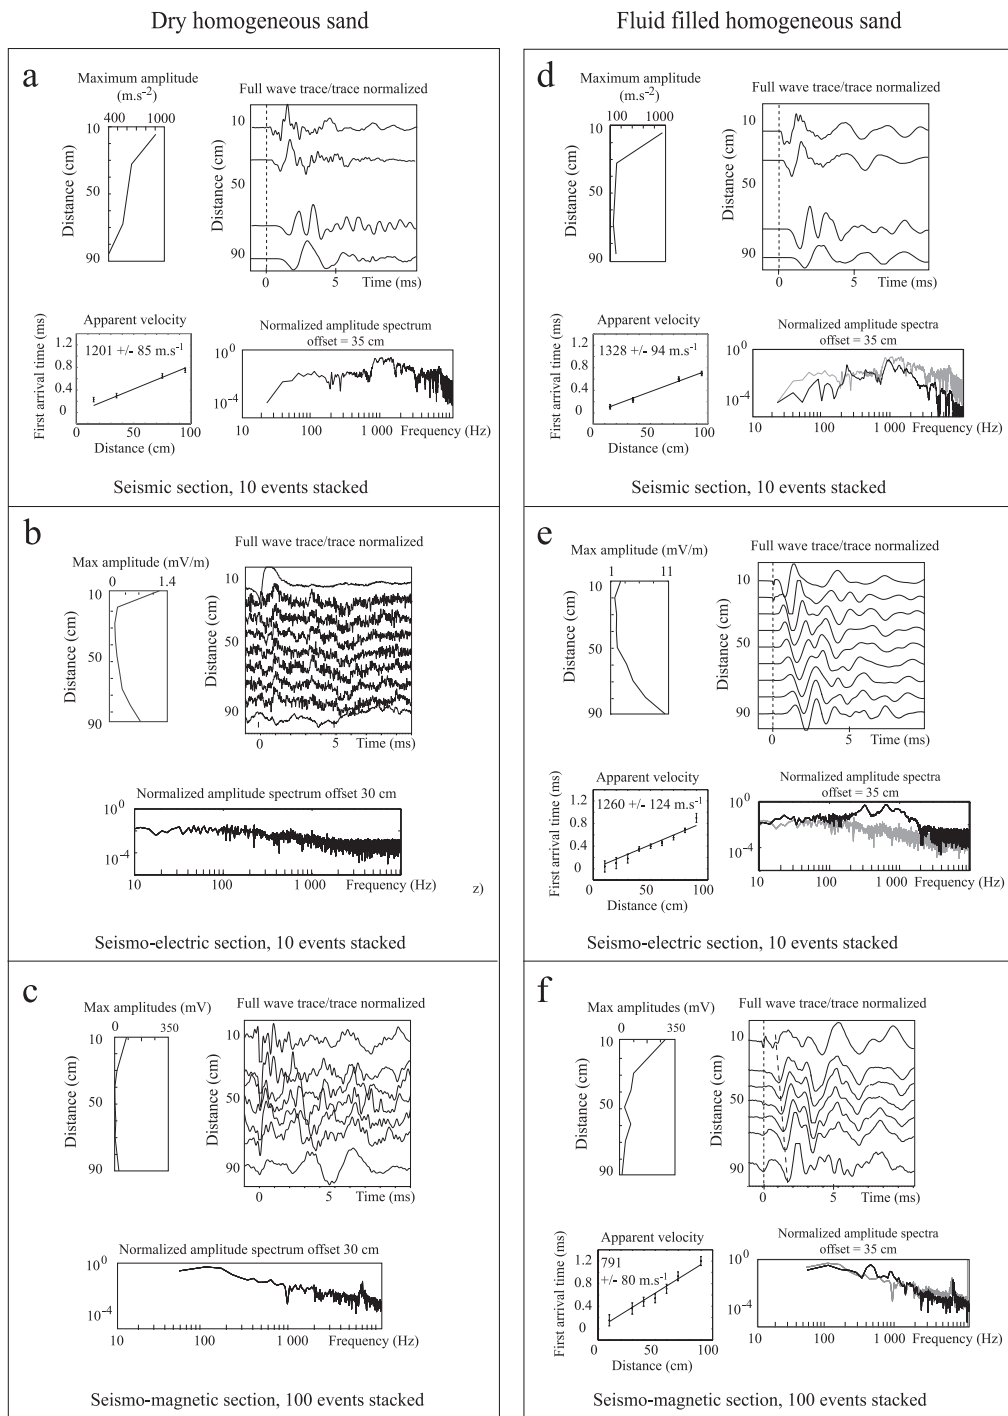 Dry homogeneous sand
Fluid filled homogeneous sand
a
Maximum amplitude
(m.s-2)
400 1000
Full wave trace/trace normalized
10
50
90
Distance (cm)
10
50
90
Distance (cm)
0 5 Time (ms)
Apparent velocity
1201 +/- 85 m.s-1
1.2
0.8
0.4
0
First arrival time (ms)
0 50 100
Distance (cm)
Normalized amplitude spectrum
offset = 35 cm
10 0
10 -4
10 100 1 000 Frequency (Hz)
Seismic section, 10 events stacked
b
Max amplitude (mV/m)
0 1.4
Full wave trace/trace normalized
10
50
90
Distance (cm)
10
50
90
Distance (cm)
0 5 Time (ms)
Normalized amplitude spectrum offset 30 cm
10 0
10 -4
10 100 1 000 Frequency (Hz)
z)
Seismo-electric section, 10 events stacked
c
Max amplitudes (mV)
0 350
Full wave trace/trace normalized
10
50
90
Distance (cm)
10
50
90
Distance (cm)
0 5 Time (ms)
Normalized amplitude spectrum offset 30 cm
10 0
10 -4
10 100 1 000 Frequency (Hz)
Seismo-magnetic section, 100 events stacked
d
Maximum amplitude
(m.s-2)
100 1000
Full wave trace/trace normalized
10
50
90
Distance (cm)
10
50
90
Distance (cm)
0 5 Time (ms)
Apparent velocity
1328 +/- 94 m.s-1
1.2
0.8
0.4
0
First arrival time (ms)
0 50 100
Distance (cm)
Normalized amplitude spectra
offset = 35 cm
10 0
10 -4
10 100 1 000 Frequency (Hz)
Seismic section, 10 events stacked
e
Max amplitude (mV/m)
1 11
Full wave trace/trace normalized
10
50
90
Distance (cm)
10
50
90
Distance (cm)
0 5 Time (ms)
Apparent velocity
1260 +/- 124 m.s-1
1.2
0.8
0.4
0
First arrival time (ms)
0 50 100
Distance (cm)
Normalized amplitude spectra
offset = 35 cm
10 0
10 -4
10 100 1 000 Frequency (Hz)
Seismo-electric section, 10 events stacked
f
Max amplitudes (mV)
0 350
Full wave trace/trace normalized
10
50
90
Distance (cm)
10
50
90
Distance (cm)
0 5 Time (ms)
Apparent velocity
791
+/- 80 m.s-1
1.2
0.8
0.4
0
First arrival time (ms)
0 50 100
Distance (cm)
Normalized amplitude spectra
offset = 35 cm
10 0
10 -4
10 100 1 000 Frequency (Hz)
Seismo-magnetic section, 100 events stacked